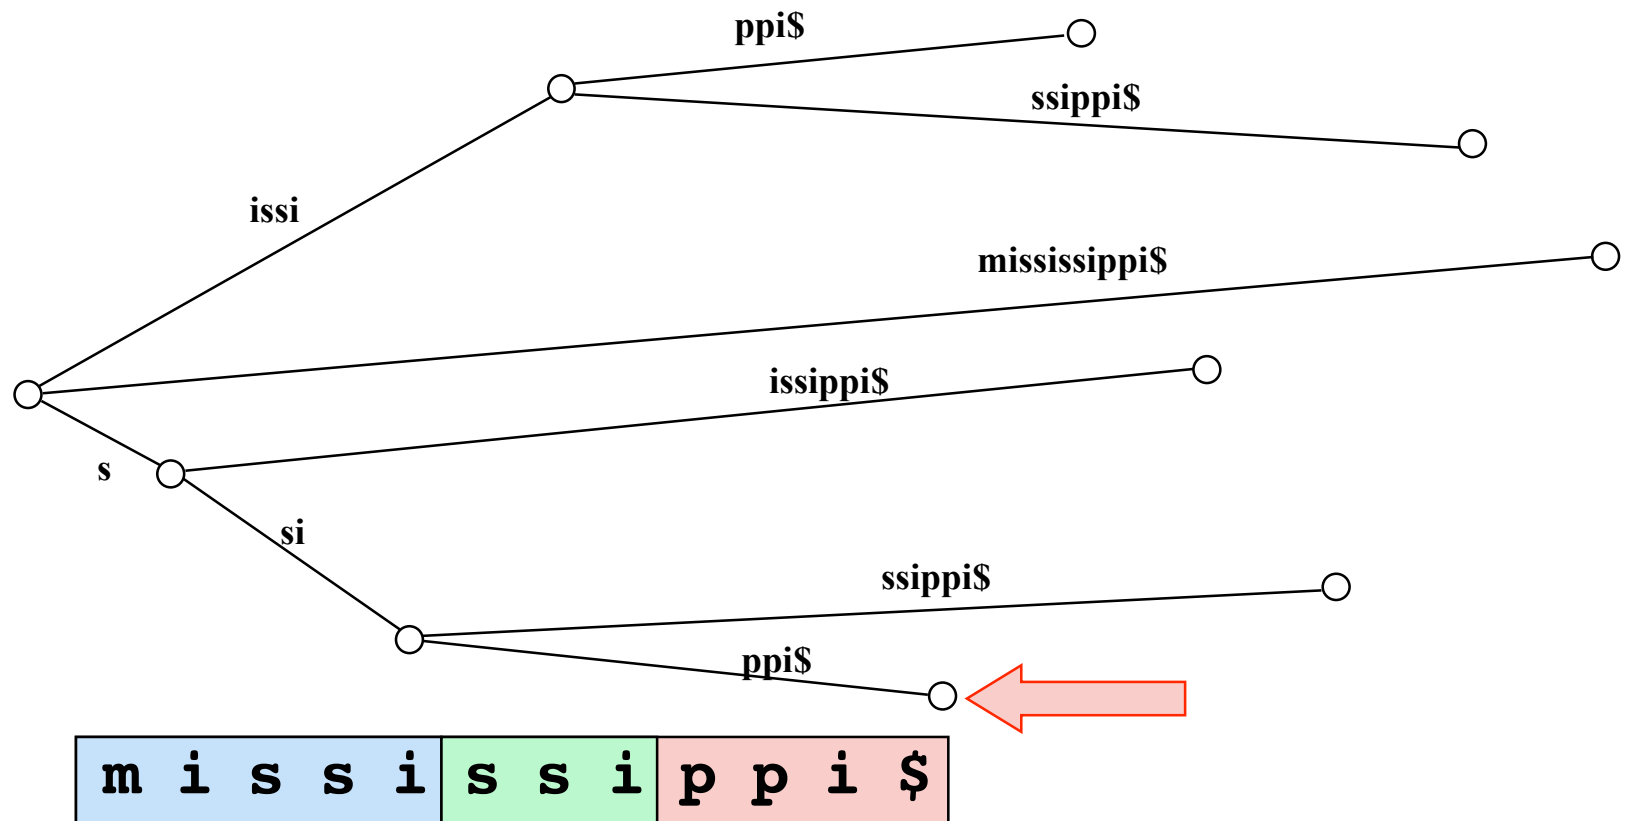 ppi$
ssippi$
issi
mississippi$
issippi$
s
si
ssippi$
ppi$
m i s s i s s i p p i $